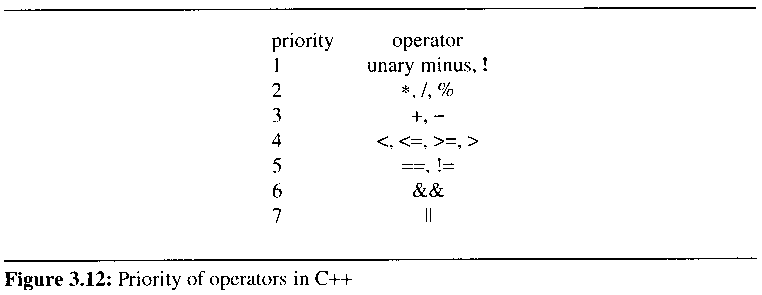 priority operator
1 unary minus, !
2 *, /, %
3 +, −
4 <, <=, >=, >
5 ==, !=
6 &&
7 ||
Figure 3.12: Priority of operators in C++